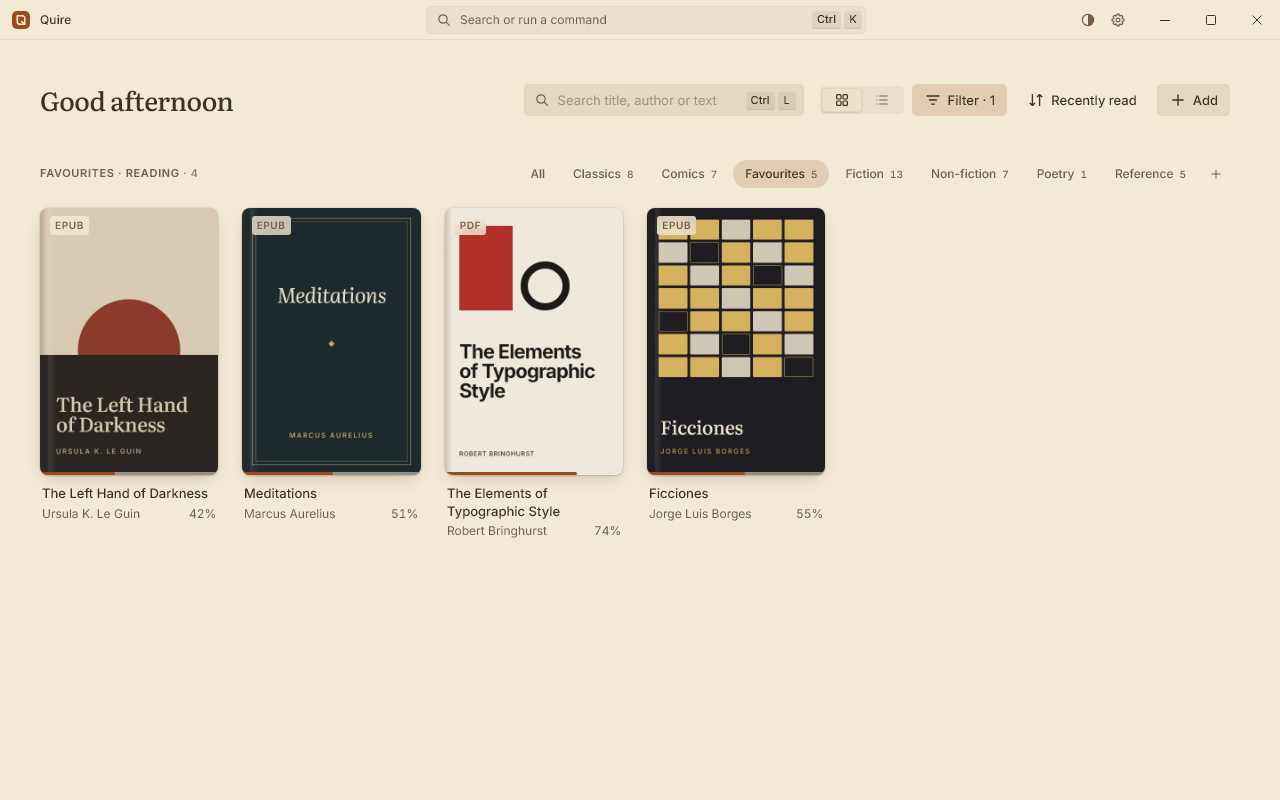 Quire
Search or run a command
Ctrl K
Good afternoon
Search title, author or text
Ctrl L
Filter · 1
Recently read
Add
FAVOURITES · READING · 4
All
Classics 8
Comics 7
Favourites 5
Fiction 13
Non-fiction 7
Poetry 1
Reference 5
EPUB
The Left Hand
of Darkness
URSULA K. LE GUIN
The Left Hand of Darkness
Ursula K. Le Guin 42%
EPUB
Meditations
MARCUS AURELIUS
Meditations
Marcus Aurelius 51%
PDF
The Elements
of Typographic
Style
ROBERT BRINGHURST
The Elements of
Typographic Style
Robert Bringhurst 74%
EPUB
Ficciones
JORGE LUIS BORGES
Ficciones
Jorge Luis Borges 55%